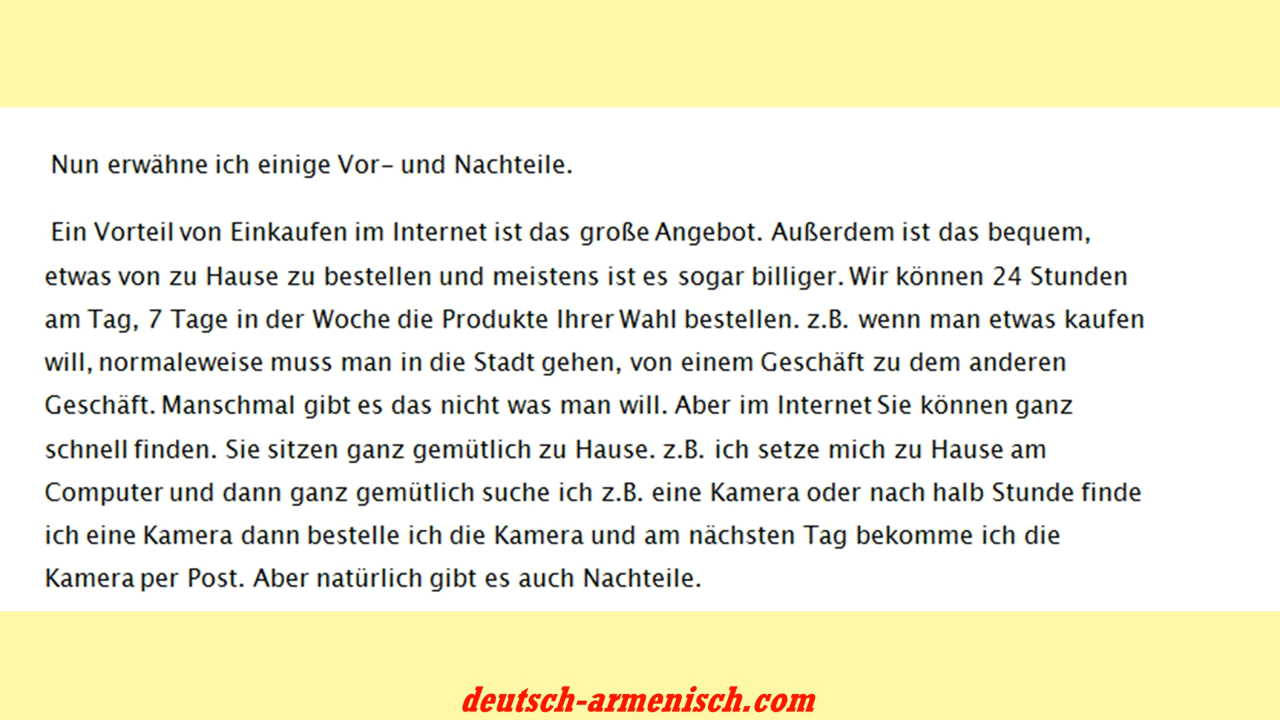 Nun erwähne ich einige Vor- und Nachteile.
Ein Vorteil von Einkaufen im Internet ist das große Angebot. Außerdem ist das bequem,
etwas von zu Hause zu bestellen und meistens ist es sogar billiger. Wir können 24 Stunden
am Tag, 7 Tage in der Woche die Produkte Ihrer Wahl bestellen. z.B. wenn man etwas kaufen
will, normaleweise muss man in die Stadt gehen, von einem Geschäft zu dem anderen
Geschäft. Manschmal gibt es das nicht was man will. Aber im Internet Sie können ganz
schnell finden. Sie sitzen ganz gemütlich zu Hause. z.B. ich setze mich zu Hause am
Computer und dann ganz gemütlich suche ich z.B. eine Kamera oder nach halb Stunde finde
ich eine Kamera dann bestelle ich die Kamera und am nächsten Tag bekomme ich die
Kamera per Post. Aber natürlich gibt es auch Nachteile.
deutsch-armenisch.com